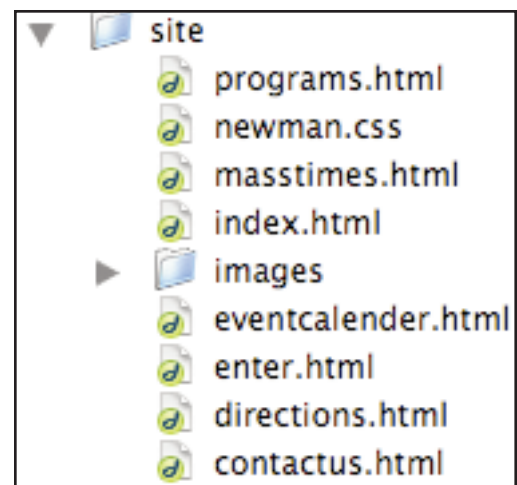 site
programs.html
newman.css
masstimes.html
index.html
images
eventcalender.html
enter.html
directions.html
contactus.html